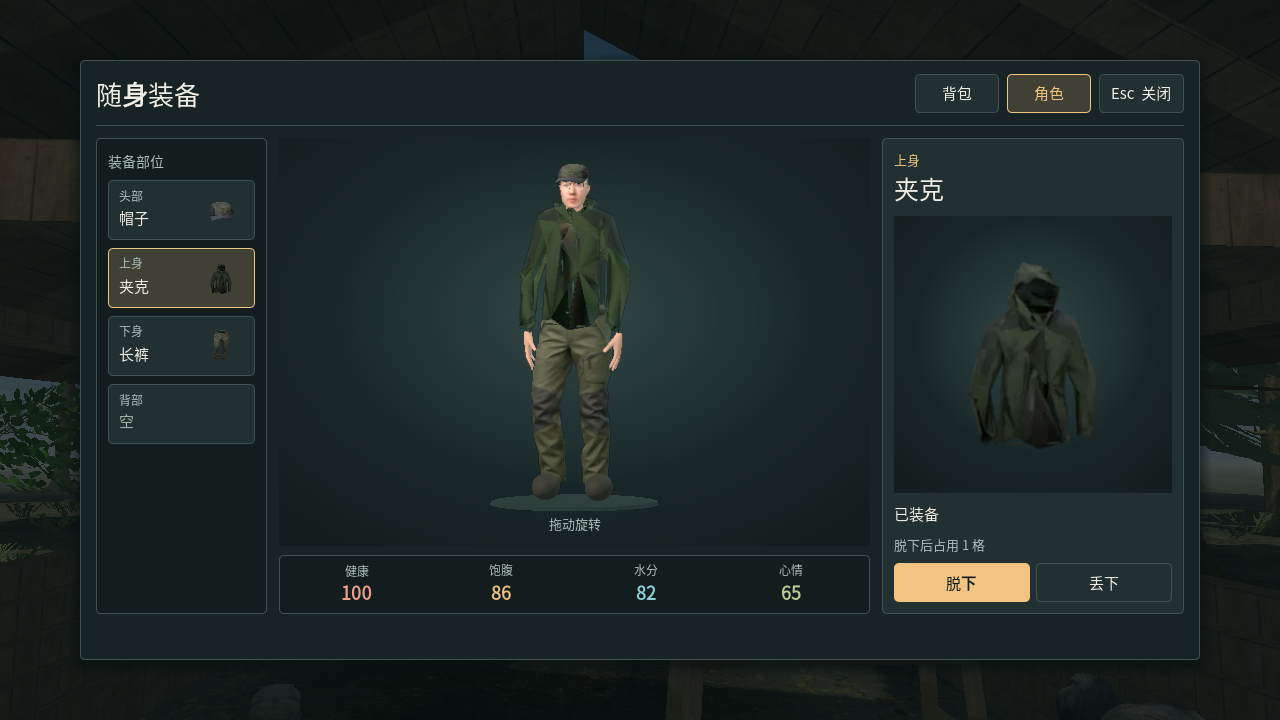 随身装备
背包
角色
Esc 关闭
装备部位
头部
帽子
上身
夹克
下身
长裤
背部
空
拖动旋转
健康
100
饱腹
86
水分
82
心情
65
上身
夹克
已装备
脱下后占用 1 格
脱下
丢下